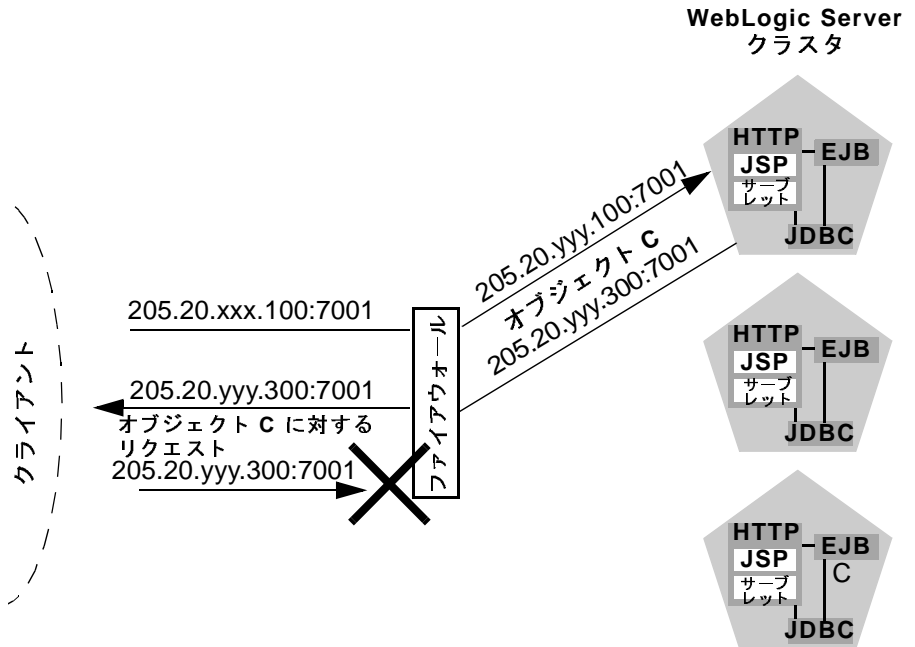 WebLogic Server
クラスタ
HTTP
EJB
JSP
サーブ
レット
JDBC
205.20.yyy.100:7001
オブジェクト C
205.20.yyy.300:7001
205.20.xxx.100:7001
ファイアウォール
クライアント
205.20.yyy.300:7001
オブジェクト C に対する
リクエスト
205.20.yyy.300:7001
HTTP
EJB
JSP
サーブ
レット
JDBC
HTTP
EJB
JSP
C
サーブ
レット
JDBC